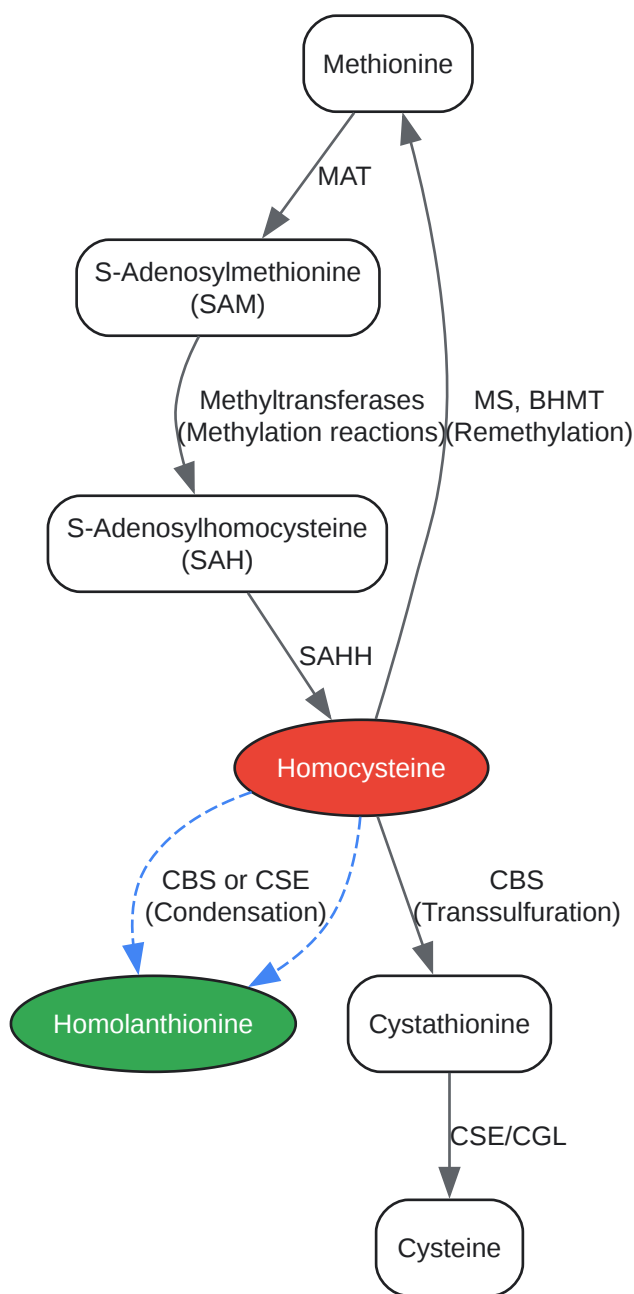 Methionine
MAT
S-Adenosylmethionine
(SAM)
Methyltransferases
(Methylation reactions)
MS, BHMT
(Remethylation)
S-Adenosylhomocysteine
(SAH)
SAHH
Homocysteine
CBS or CSE
(Condensation)
CBS
(Transsulfuration)
Homolanthionine
Cystathionine
CSE/CGL
Cysteine